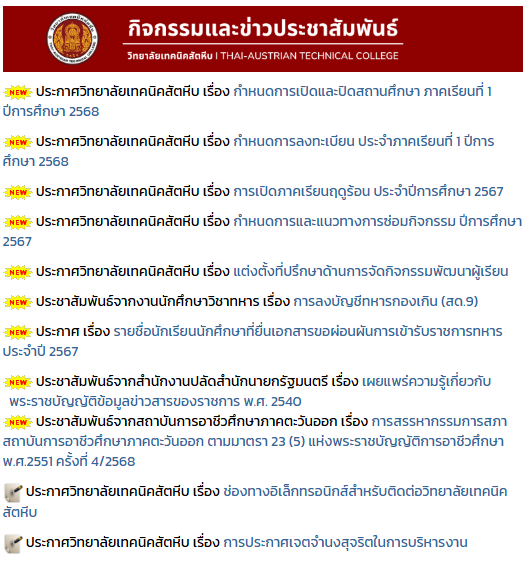 กิจกรรมและข่าวประชาสัมพันธ์
วิทยาลัยเทคนิคสัตหีบ I THAI-AUSTRIAN TECHNICAL COLLEGE
NEW ประกาศวิทยาลัยเทคนิคสัตหีบ เรื่อง กำหนดการเปิดและปิดสถานศึกษา ภาคเรียนที่ 1
ปีการศึกษา 2568
NEW ประกาศวิทยาลัยเทคนิคสัตหีบ เรื่อง กำหนดการลงทะเบียน ประจำภาคเรียนที่ 1 ปีการ
ศึกษา 2568
NEW ประกาศวิทยาลัยเทคนิคสัตหีบ เรื่อง การเปิดภาคเรียนฤดูร้อน ประจำปีการศึกษา 2567
NEW ประกาศวิทยาลัยเทคนิคสัตหีบ เรื่อง กำหนดการและแนวทางการซ่อมกิจกรรม ปีการศึกษา
2567
NEW ประกาศวิทยาลัยเทคนิคสัตหีบ เรื่อง แต่งตั้งที่ปรึกษาด้านการจัดกิจกรรมพัฒนาผู้เรียน
NEW ประชาสัมพันธ์จากงานนักศึกษาวิชาทหาร เรื่อง การลงบัญชีทหารกองเกิน (สด.9)
NEW ประกาศ เรื่อง รายชื่อนักเรียนนักศึกษาที่ยื่นเอกสารขอผ่อนผันการเข้ารับราชการทหาร
ประจำปี 2567
NEW ประชาสัมพันธ์จากสำนักงานปลัดสำนักนายกรัฐมนตรี เรื่อง เผยแพร่ความรู้เกี่ยวกับ
พระราชบัญญัติข้อมูลข่าวสารของราชการ พ.ศ. 2540
NEW ประชาสัมพันธ์จากสถาบันการอาชีวศึกษาภาคตะวันออก เรื่อง การสรรหากรรมการสภา
สถาบันการอาชีวศึกษาภาคตะวันออก ตามมาตรา 23 (5) แห่งพระราชบัญญัติการอาชีวศึกษา
พ.ศ.2551 ครั้งที่ 4/2568
ประกาศวิทยาลัยเทคนิคสัตหีบ เรื่อง ช่องทางอิเล็กทรอนิกส์สำหรับติดต่อวิทยาลัยเทคนิค
สัตหีบ
ประกาศวิทยาลัยเทคนิคสัตหีบ เรื่อง การประกาศเจตจำนงสุจริตในการบริหารงาน